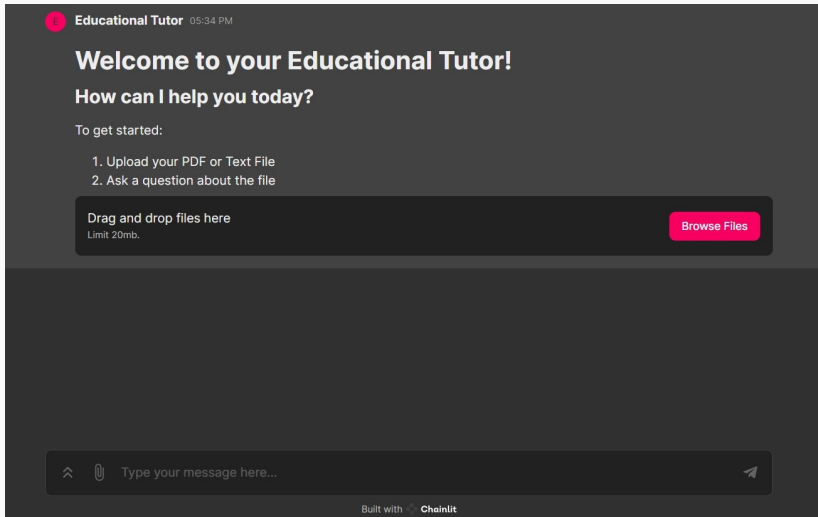 E
Educational Tutor 05:34 PM
Welcome to your Educational Tutor!
How can I help you today?
To get started:
1. Upload your PDF or Text File
2. Ask a question about the file
Drag and drop files here
Limit 20mb.
Browse Files
Type your message here...
Built with Chainlit